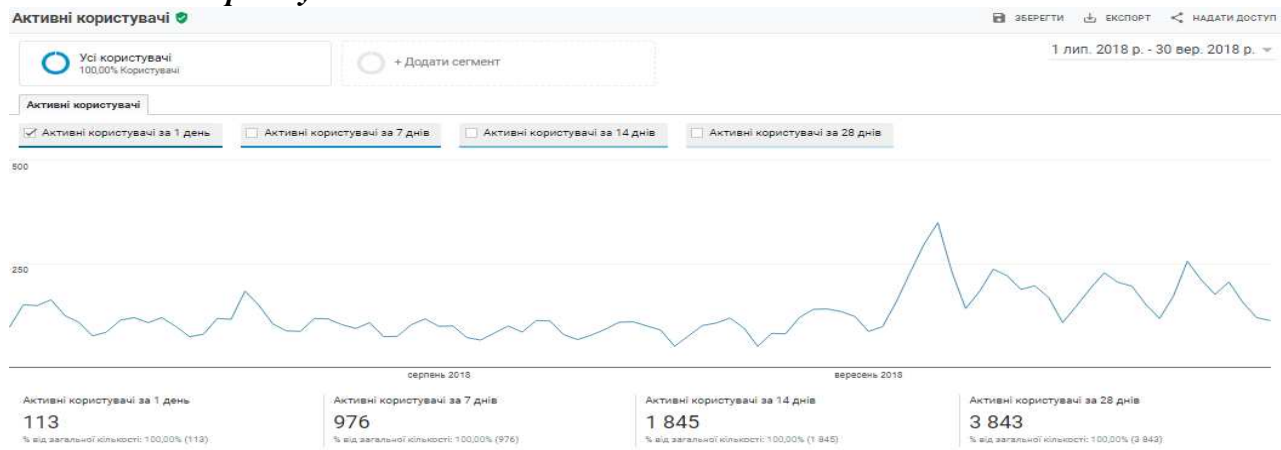 Активні користувачі
ЗБЕРЕГТИ ЕКСПОРТ НАДАТИ ДОСТУП
Усі користувачі
100,00% Користувачі
+ Додати сегмент
1 лип. 2018 р. - 30 вер. 2018 р.
Активні користувачі
Активні користувачі за 1 день Активні користувачі за 7 днів Активні користувачі за 14 днів Активні користувачі за 28 днів
500
250
серпень 2018 вересень 2018
Активні користувачі за 1 день Активні користувачі за 7 днів Активні користувачі за 14 днів Активні користувачі за 28 днів
113 976 1 845 3 843
% від загальної кількості: 100,00% (113) % від загальної кількості: 100,00% (976) % від загальної кількості: 100,00% (1 845) % від загальної кількості: 100,00% (3 843)